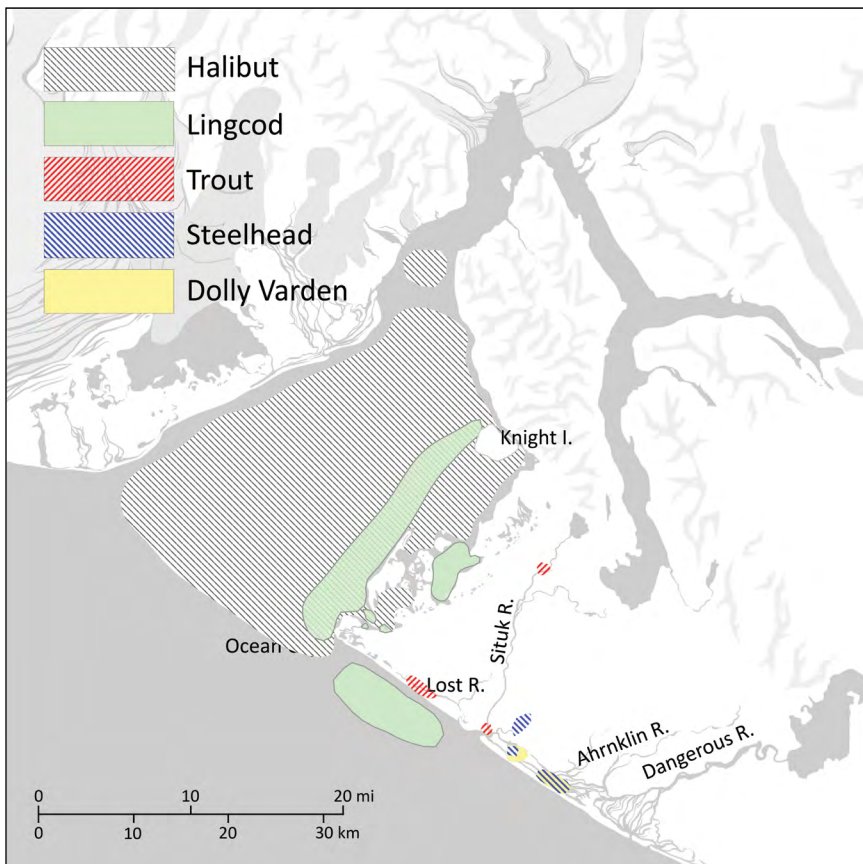 Halibut
Lingcod
Trout
Steelhead
Dolly Varden
Knight I.
Situk R.
Ocean
Lost R.
Ahrnklin R.
Dangerous R.
0 10 20 mi
0 10 20 30 km